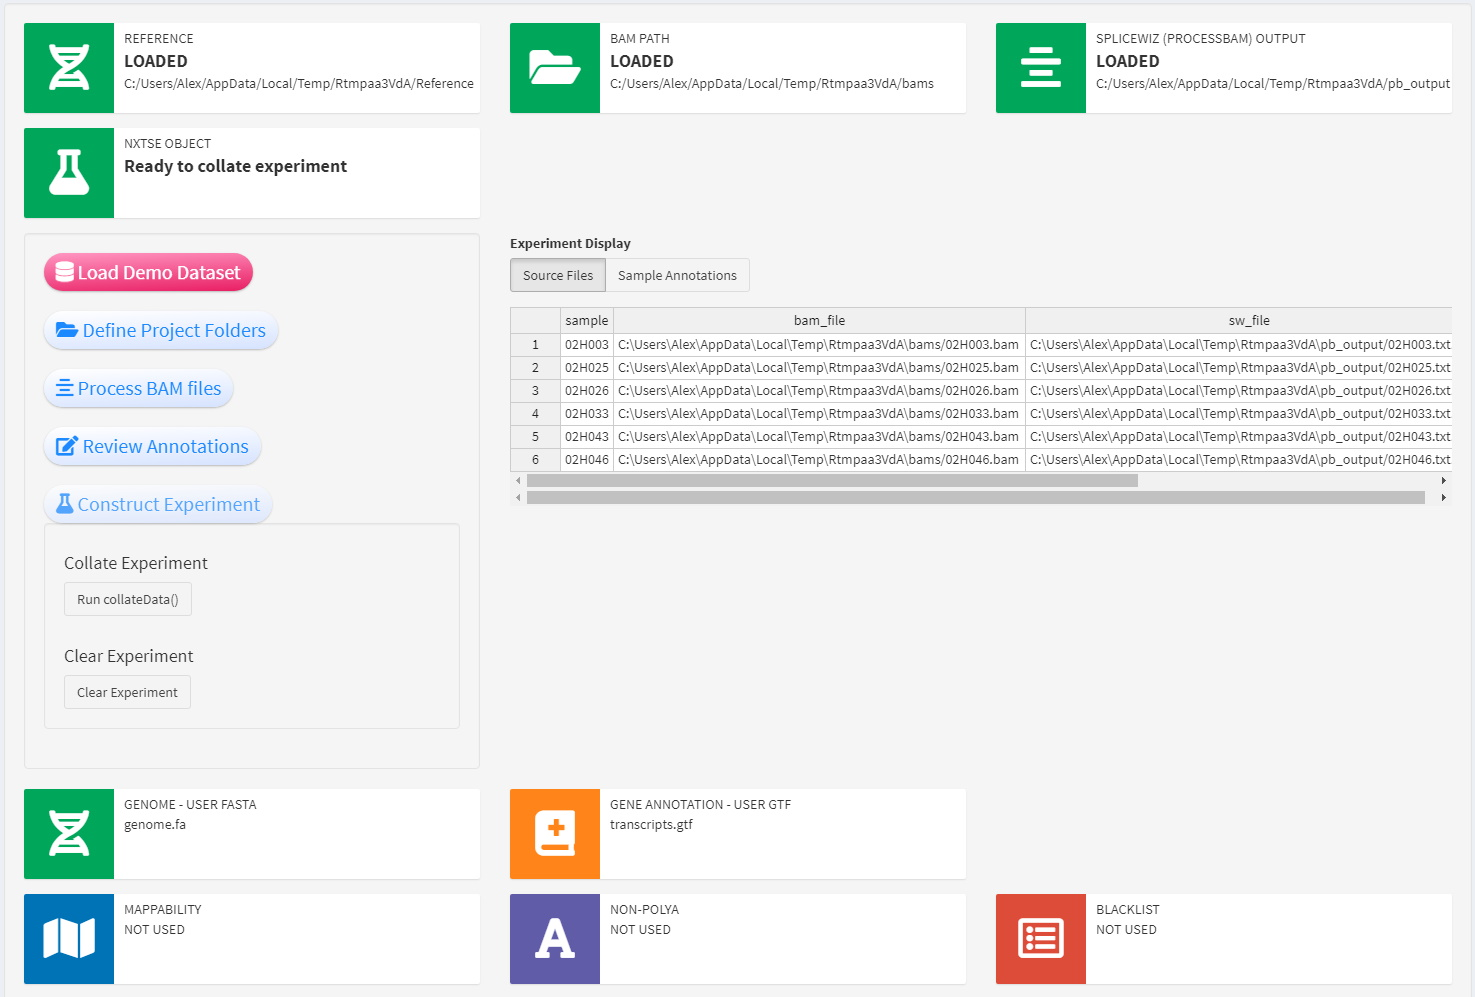 REFERENCE
LOADED
C:/Users/Alex/AppData/Local/Temp/Rtmpaa3VdA/Reference
BAM PATH
LOADED
C:/Users/Alex/AppData/Local/Temp/Rtmpaa3VdA/bams
SPLICEWIZ (PROCESSBAM) OUTPUT
LOADED
C:/Users/Alex/AppData/Local/Temp/Rtmpaa3VdA/pb_output
NXTSE OBJECT
Ready to collate experiment
Load Demo Dataset
Define Project Folders
Process BAM files
Review Annotations
Construct Experiment
Collate Experiment
Run collateData()
Clear Experiment
Clear Experiment
Experiment Display
Source Files Sample Annotations
sample bam_file sw_file
1 02H003 C:\Users\Alex\AppData\Local\Temp\Rtmpaa3VdA\bams/02H003.bam C:\Users\Alex\AppData\Local\Temp\Rtmpaa3VdA\pb_output/02H003.txt
2 02H025 C:\Users\Alex\AppData\Local\Temp\Rtmpaa3VdA\bams/02H025.bam C:\Users\Alex\AppData\Local\Temp\Rtmpaa3VdA\pb_output/02H025.txt
3 02H026 C:\Users\Alex\AppData\Local\Temp\Rtmpaa3VdA\bams/02H026.bam C:\Users\Alex\AppData\Local\Temp\Rtmpaa3VdA\pb_output/02H026.txt
4 02H033 C:\Users\Alex\AppData\Local\Temp\Rtmpaa3VdA\bams/02H033.bam C:\Users\Alex\AppData\Local\Temp\Rtmpaa3VdA\pb_output/02H033.txt
5 02H043 C:\Users\Alex\AppData\Local\Temp\Rtmpaa3VdA\bams/02H043.bam C:\Users\Alex\AppData\Local\Temp\Rtmpaa3VdA\pb_output/02H043.txt
6 02H046 C:\Users\Alex\AppData\Local\Temp\Rtmpaa3VdA\bams/02H046.bam C:\Users\Alex\AppData\Local\Temp\Rtmpaa3VdA\pb_output/02H046.txt
GENOME - USER FASTA
genome.fa
GENE ANNOTATION - USER GTF
transcripts.gtf
MAPPABILITY
NOT USED
A
NON-POLYA
NOT USED
BLACKLIST
NOT USED